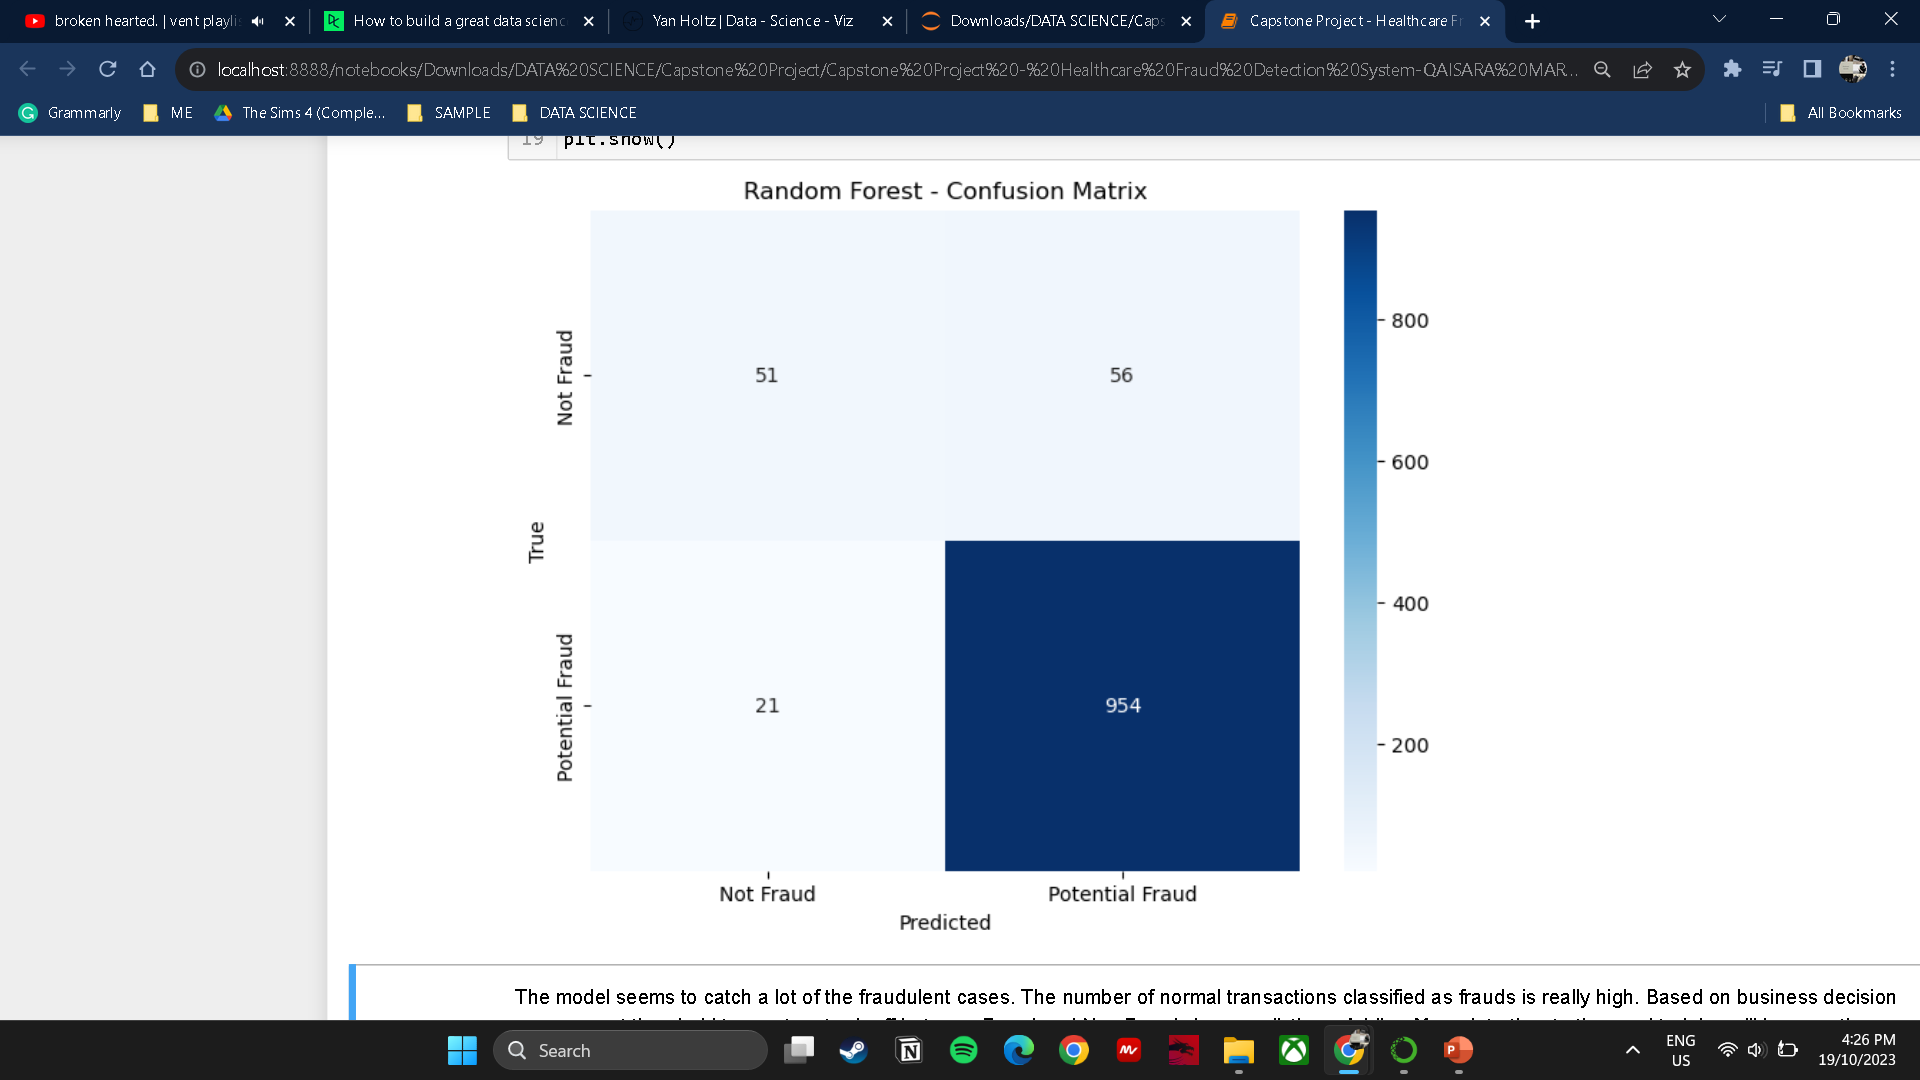 broken hearted. | vent playli
How to build a great data scienc
Yan Holtz | Data - Science - Viz
Downloads/DATA SCIENCE/Caps
Capstone Project - Healthcare Fr
localhost:8888/notebooks/Downloads/DATA%20SCIENCE/Capstone%20Project/Capstone%20Project%20-%20Healthcare%20Fraud%20Detection%20System-QAISARA%20MAR...
Grammarly
ME
The Sims 4 (Comple...
SAMPLE
DATA SCIENCE
All Bookmarks
19 plt.show()
Random Forest - Confusion Matrix
800
600
400
200
True
Not Fraud
51
56
Potential Fraud
21
954
Not Fraud
Potential Fraud
Predicted
The model seems to catch a lot of the fraudulent cases. The number of normal transactions classified as frauds is really high. Based on business decision
Search
ENG
US
4:26 PM
19/10/2023